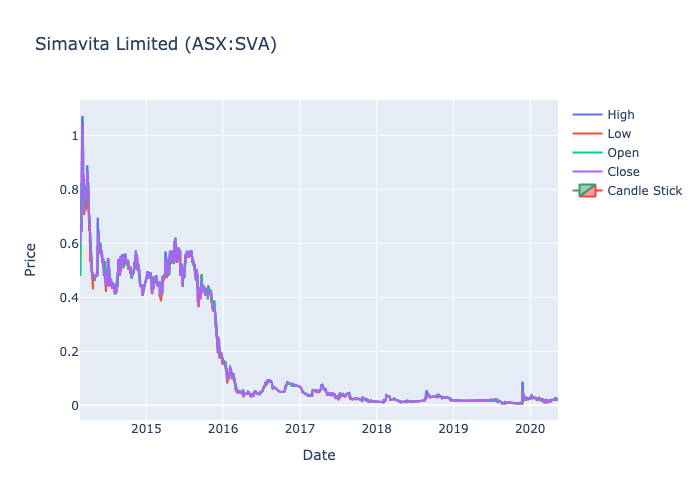 Simavita Limited (ASX:SVA)
High
Low
Open
Close
Candle Stick
Price
1
0.8
0.6
0.4
0.2
0
2015
2016
2017
2018
2019
2020
Date